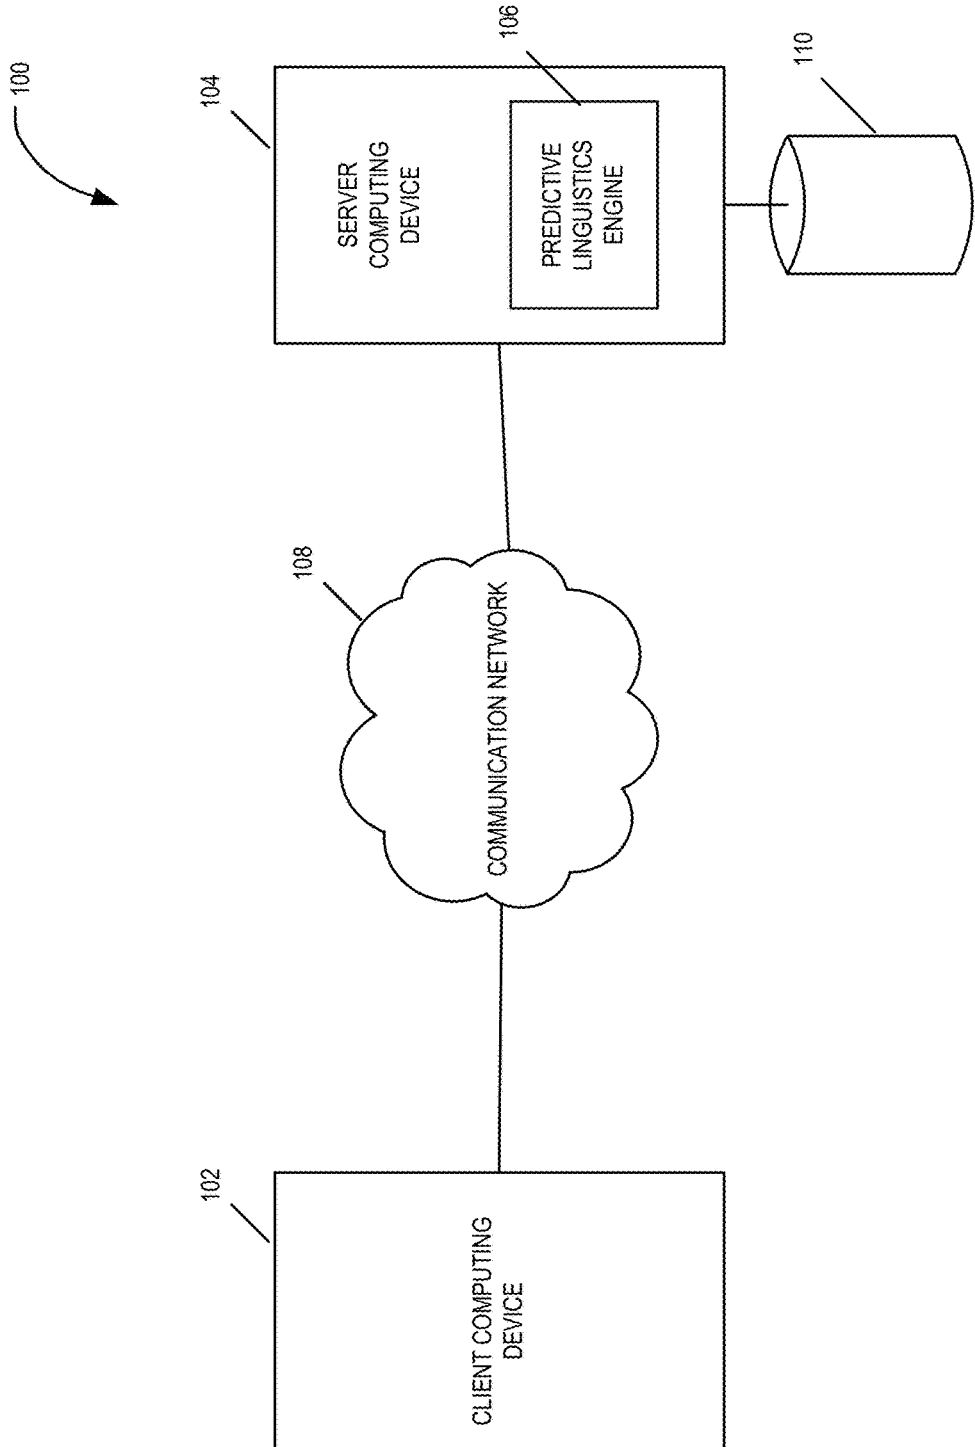 100
102
CLIENT COMPUTING
DEVICE
108
COMMUNICATION NETWORK
104
SERVER
COMPUTING
DEVICE
106
PREDICTIVE
LINGUISTICS
ENGINE
110